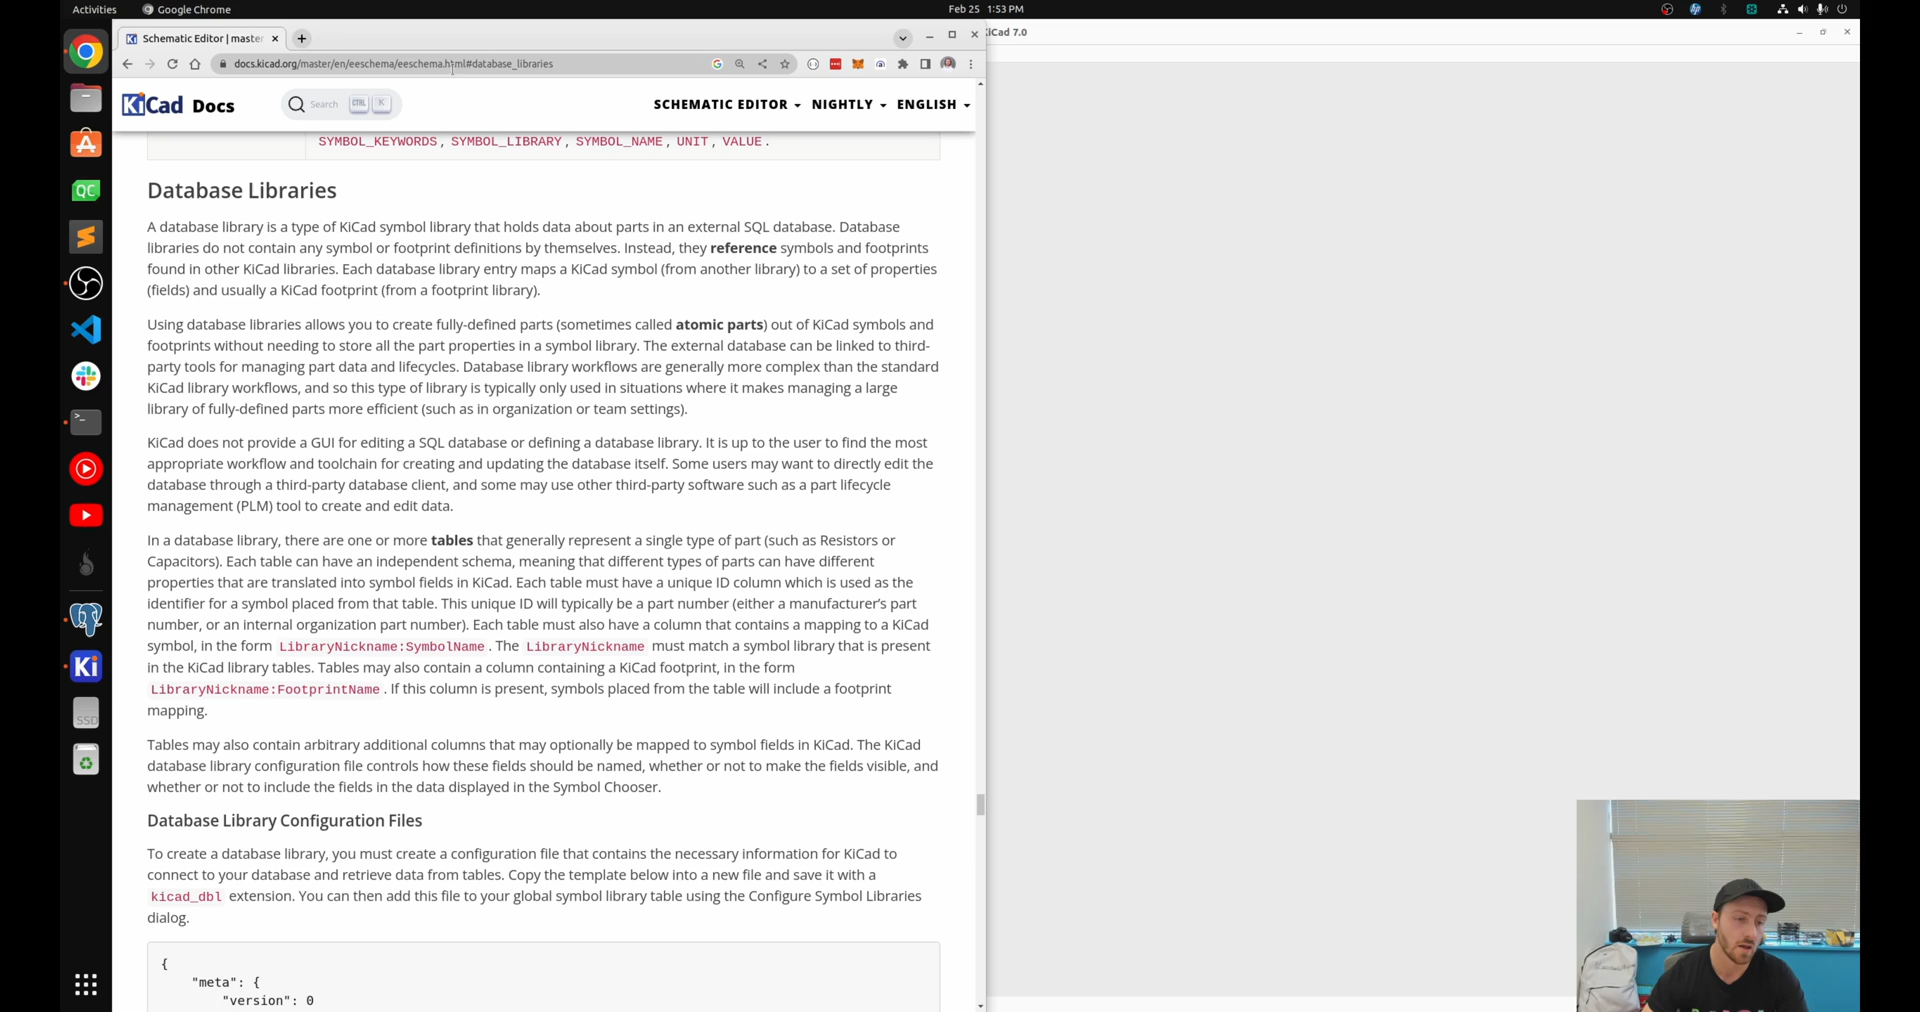 Activities
Google Chrome
Feb 25 1:53 PM
Schematic Editor | master
KiCad 7.0
docs.kicad.org/master/en/eeschema/eeschema.html#database_libraries
KiCad Docs
Search CTRL K
SCHEMATIC EDITOR
NIGHTLY
ENGLISH
SYMBOL_KEYWORDS, SYMBOL_LIBRARY, SYMBOL_NAME, UNIT, VALUE.
Database Libraries
A database library is a type of KiCad symbol library that holds data about parts in an external SQL database. Database
libraries do not contain any symbol or footprint definitions by themselves. Instead, they reference symbols and footprints
found in other KiCad libraries. Each database library entry maps a KiCad symbol (from another library) to a set of properties
(fields) and usually a KiCad footprint (from a footprint library).
Using database libraries allows you to create fully-defined parts (sometimes called atomic parts) out of KiCad symbols and
footprints without needing to store all the part properties in a symbol library. The external database can be linked to third-
party tools for managing part data and lifecycles. Database library workflows are generally more complex than the standard
KiCad library workflows, and so this type of library is typically only used in situations where it makes managing a large
library of fully-defined parts more efficient (such as in organization or team settings).
KiCad does not provide a GUI for editing a SQL database or defining a database library. It is up to the user to find the most
appropriate workflow and toolchain for creating and updating the database itself. Some users may want to directly edit the
database through a third-party database client, and some may use other third-party software such as a part lifecycle
management (PLM) tool to create and edit data.
In a database library, there are one or more tables that generally represent a single type of part (such as Resistors or
Capacitors). Each table can have an independent schema, meaning that different types of parts can have different
properties that are translated into symbol fields in KiCad. Each table must have a unique ID column which is used as the
identifier for a symbol placed from that table. This unique ID will typically be a part number (either a manufacturer's part
number, or an internal organization part number). Each table must also have a column that contains a mapping to a KiCad
symbol, in the form LibraryNickname:SymbolName. The LibraryNickname must match a symbol library that is present
in the KiCad library tables. Tables may also contain a column containing a KiCad footprint, in the form
LibraryNickname:FootprintName. If this column is present, symbols placed from the table will include a footprint
mapping.
Tables may also contain arbitrary additional columns that may optionally be mapped to symbol fields in KiCad. The KiCad
database library configuration file controls how these fields should be named, whether or not to make the fields visible, and
whether or not to include the fields in the data displayed in the Symbol Chooser.
Database Library Configuration Files
To create a database library, you must create a configuration file that contains the necessary information for KiCad to
connect to your database and retrieve data from tables. Copy the template below into a new file and save it with a
kicad_dbl extension. You can then add this file to your global symbol library table using the Configure Symbol Libraries
dialog.
{
"meta": {
"version": 0
QC
Ki
SSD